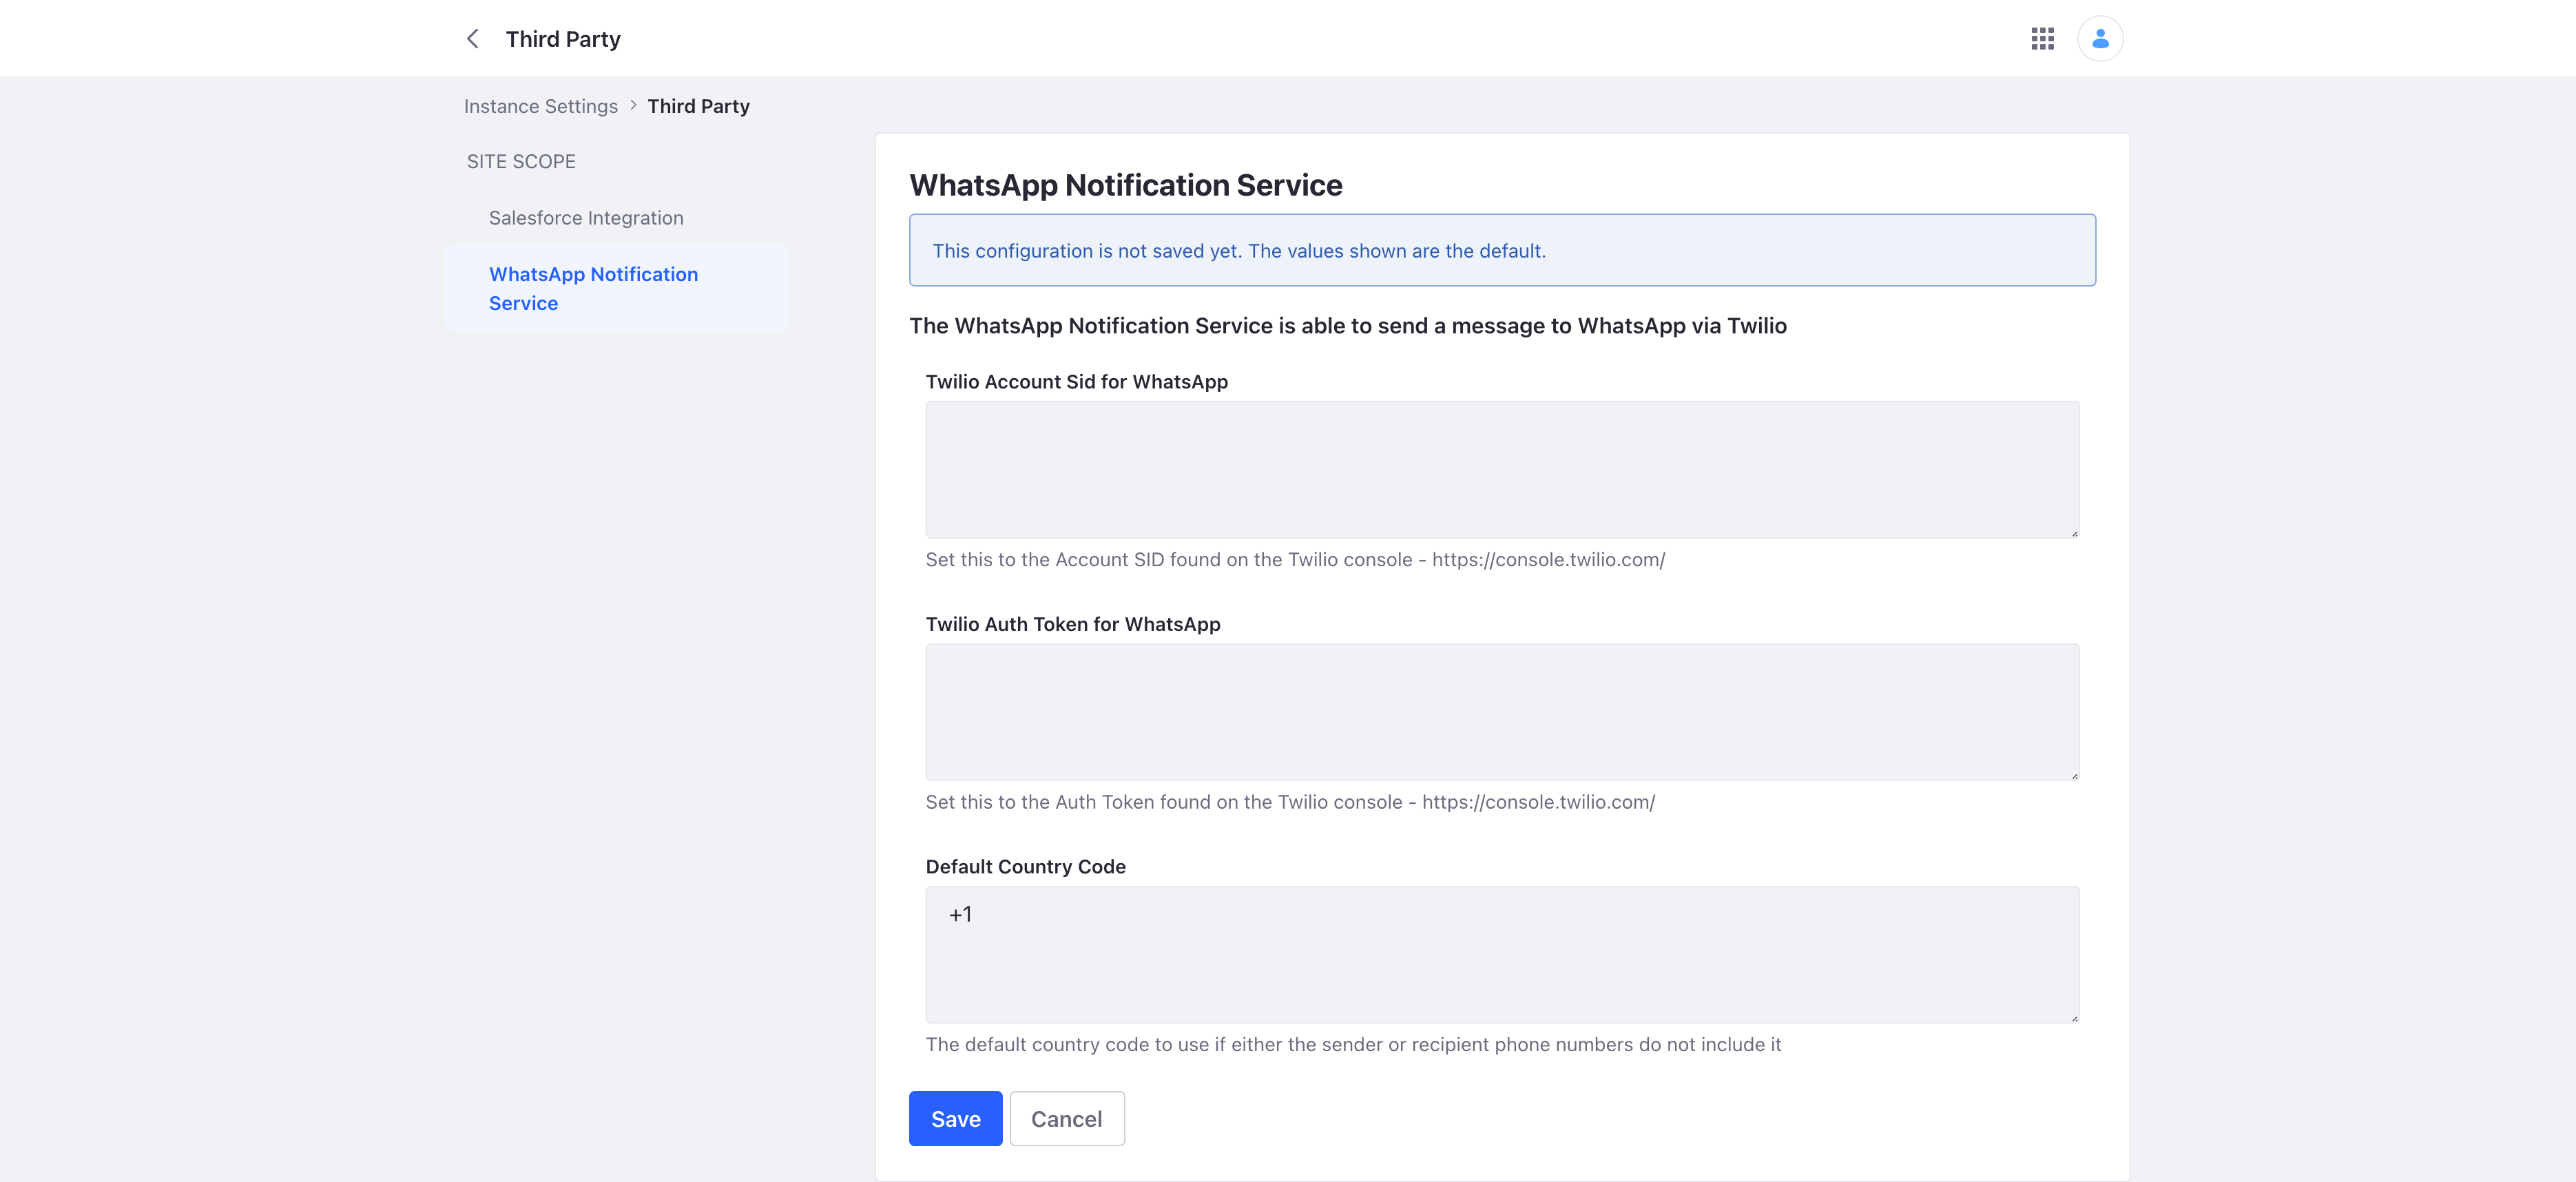 Third Party
Instance Settings > Third Party
SITE SCOPE
Salesforce Integration
WhatsApp Notification
Service
WhatsApp Notification Service
This configuration is not saved yet. The values shown are the default.
The WhatsApp Notification Service is able to send a message to WhatsApp via Twilio
Twilio Account Sid for WhatsApp
Set this to the Account SID found on the Twilio console - https://console.twilio.com/
Twilio Auth Token for WhatsApp
Set this to the Auth Token found on the Twilio console - https://console.twilio.com/
Default Country Code
+1
The default country code to use if either the sender or recipient phone numbers do not include it
Save Cancel